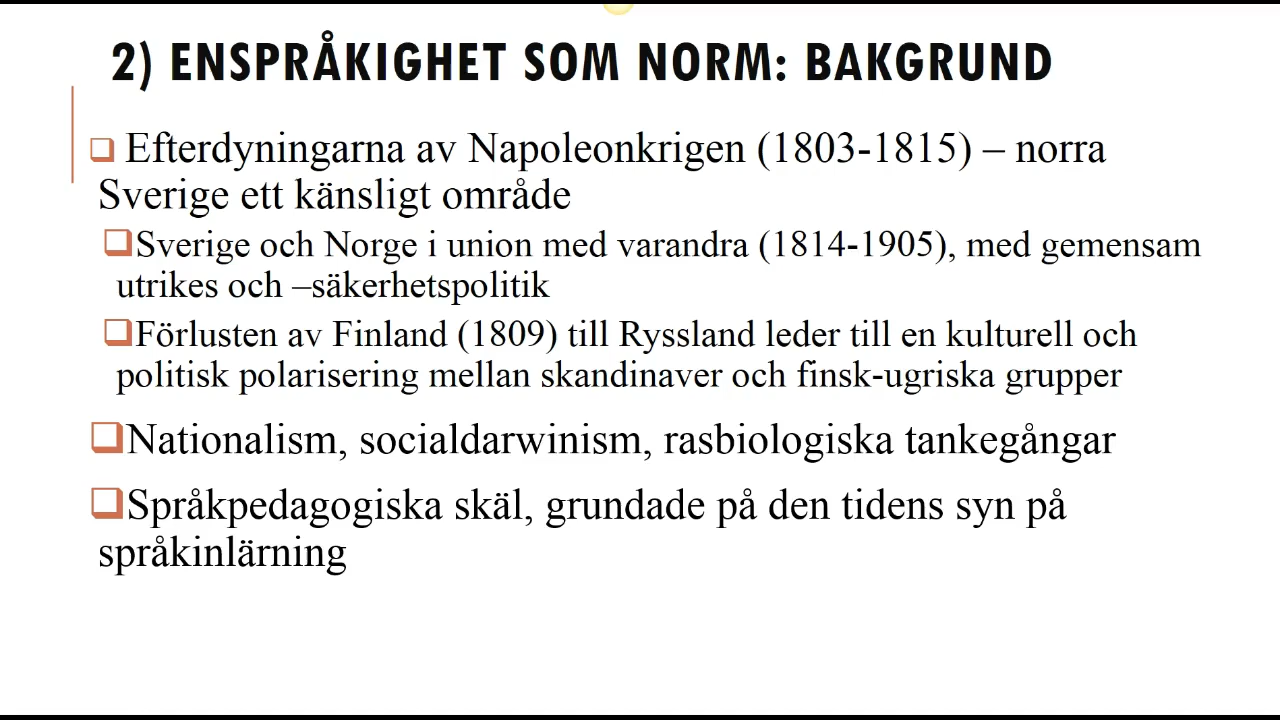 2) ENSPRÅKIGHET SOM NORM: BAKGRUND
Efterdyningarna av Napoleonkrigen (1803-1815) – norra
Sverige ett känsligt område
Sverige och Norge i union med varandra (1814-1905), med gemensam
utrikes och –säkerhetspolitik
Förlusten av Finland (1809) till Ryssland leder till en kulturell och
politisk polarisering mellan skandinaver och finsk-ugriska grupper
Nationalism, socialdarwinism, rasbiologiska tankegångar
Språkpedagogiska skäl, grundade på den tidens syn på
språkinlärning